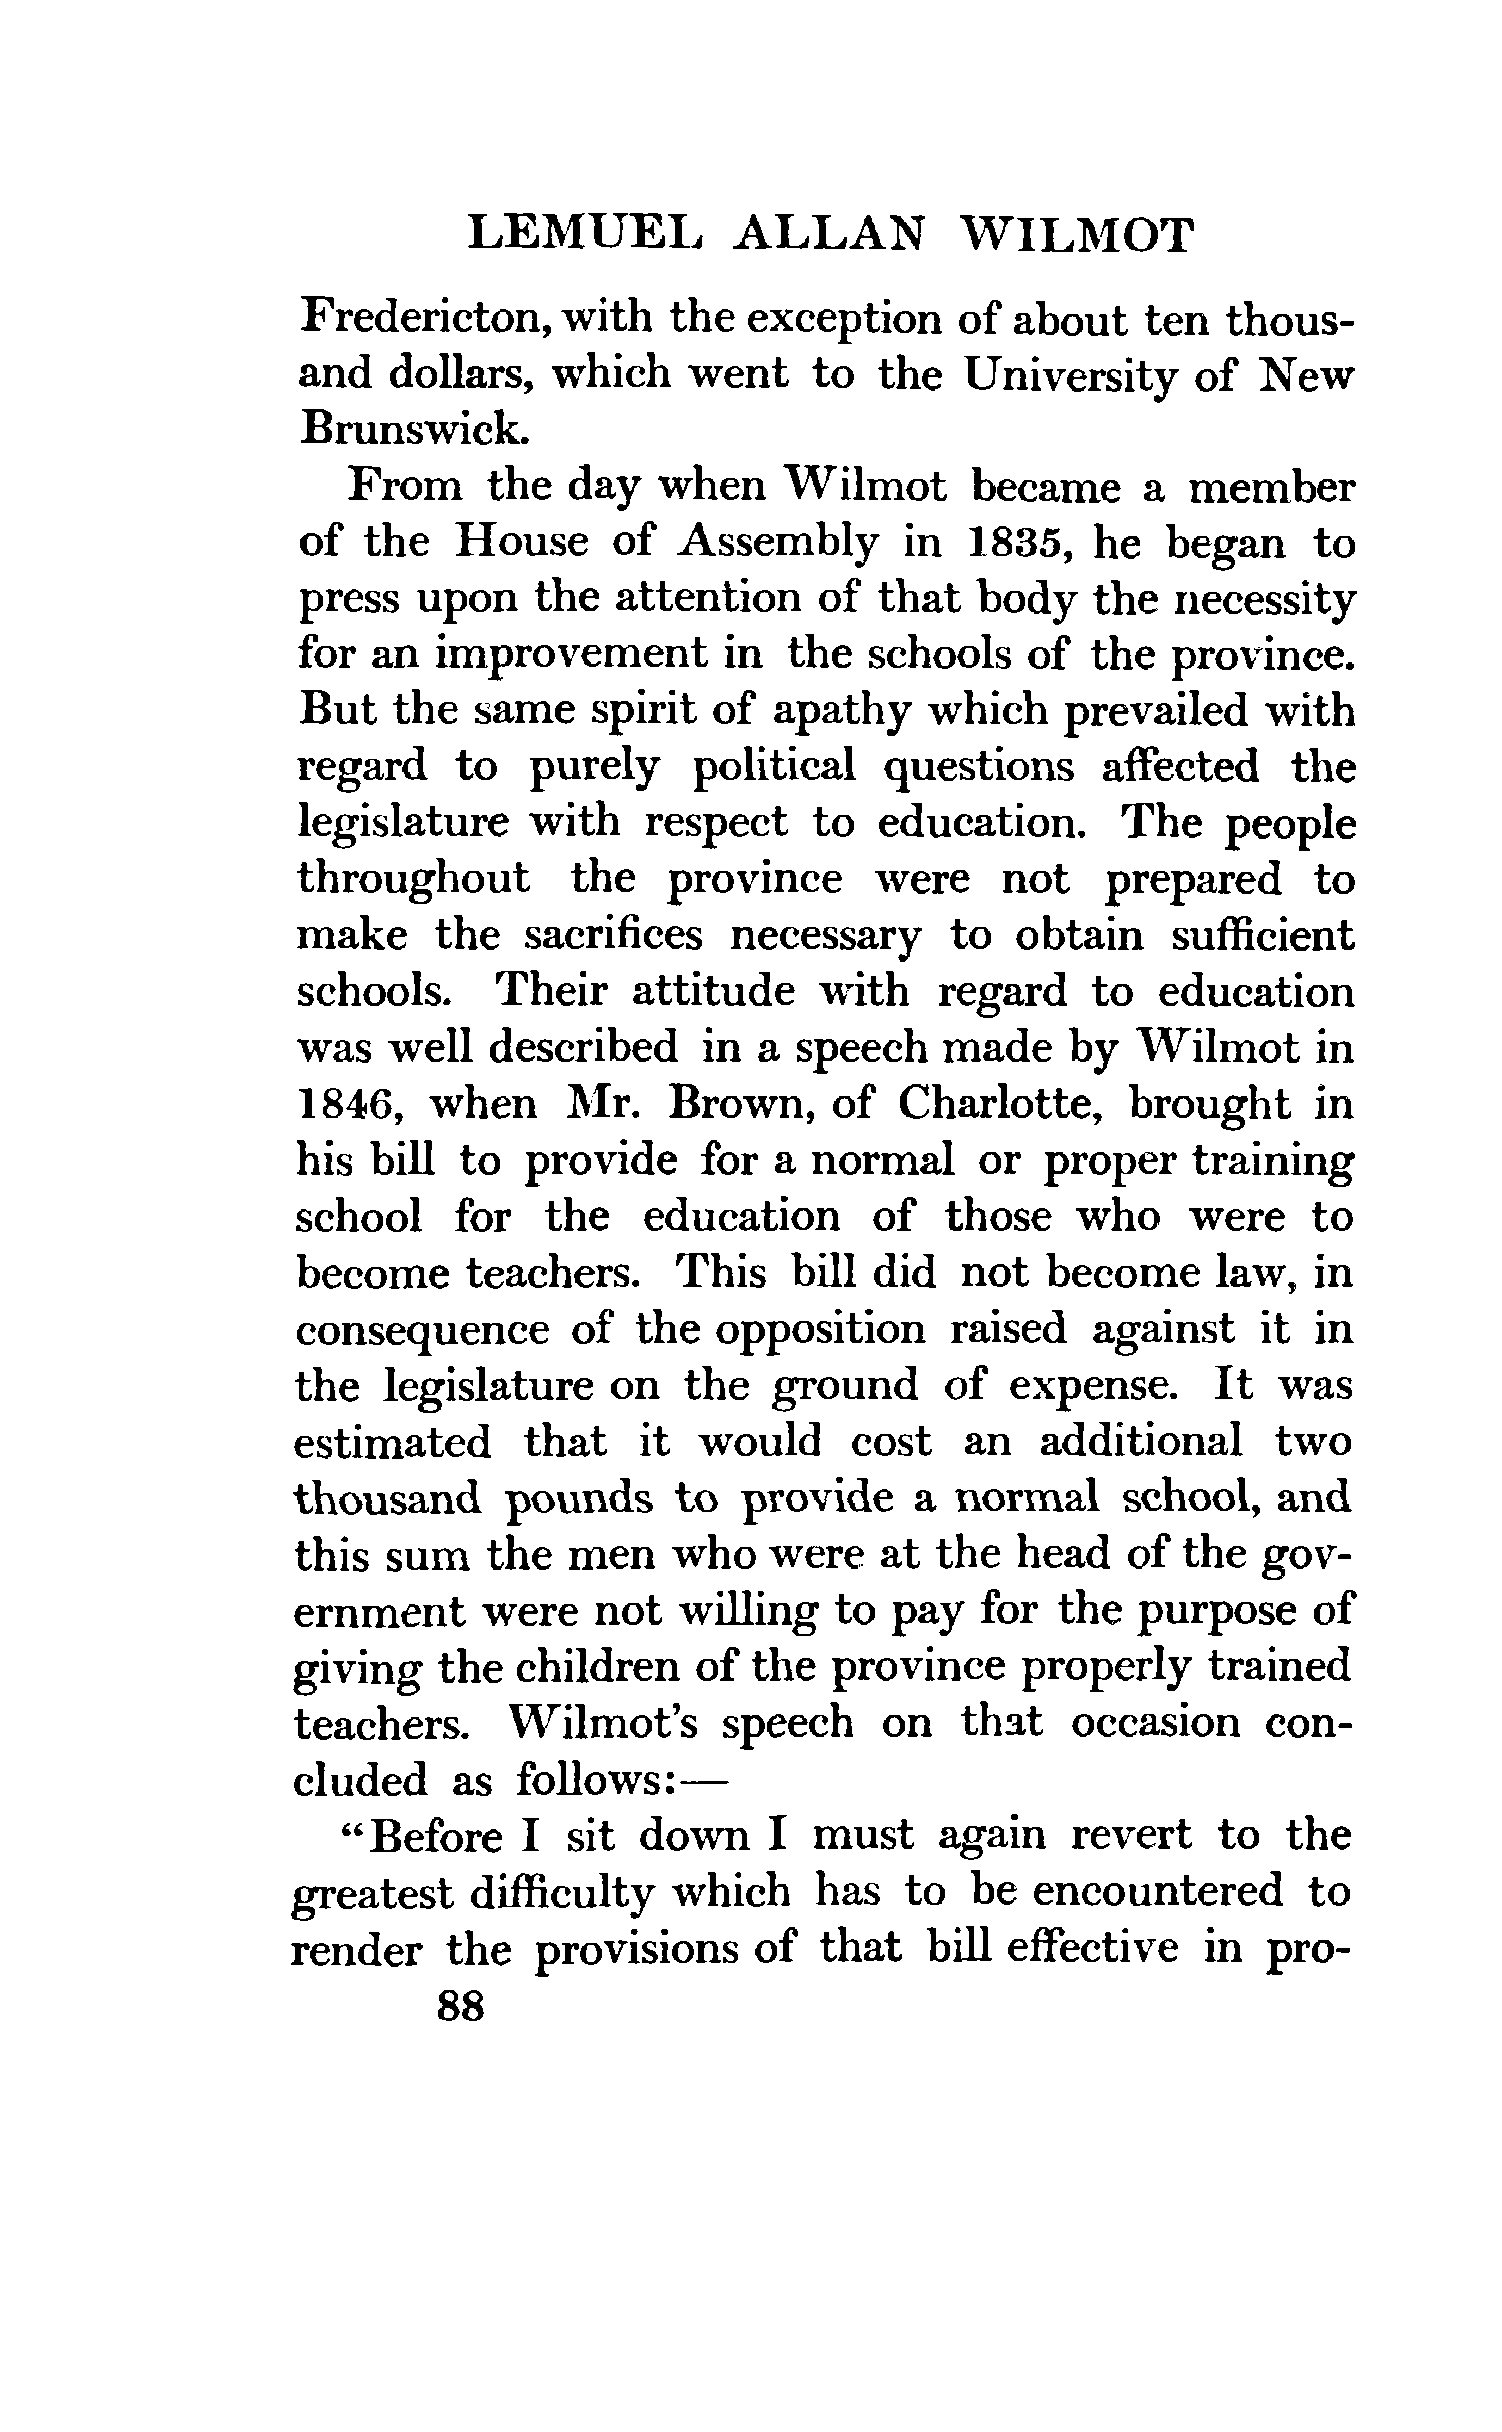 LEMUEL ALLAN WILMOT
Fredericton, with the exception of about ten thous-
and dollars, which went to the University of New
Brunswick.
From the day when Wilmot became a member
of the House of Assembly in 1835, he began to
press upon the attention of that body the necessity
for an improvement in the schools of the province.
But the same spirit of apathy which prevailed with
regard to purely political questions affected the
legislature with respect to education. The people
throughout the province were not prepared to
make the sacrifices necessary to obtain sufficient
schools. Their attitude with regard to education
was well described in a speech made by Wilmot in
1846, when Mr. Brown, of Charlotte, brought in
his bill to provide for a normal or proper training
school for the education of those who were to
become teachers. This bill did not become law, in
consequence of the opposition raised against it in
the legislature on the ground of expense. It was
estimated that it would cost an additional two
thousand pounds to provide a normal school, and
this sum the men who were at the head of the gov-
ernment were not willing to pay for the purpose of
giving the children of the province properly trained
teachers. Wilmot's speech on that occasion con-
cluded as follows:—
“Before I sit down I must again revert to the
greatest difficulty which has to be encountered to
render the provisions of that bill effective in pro-
88